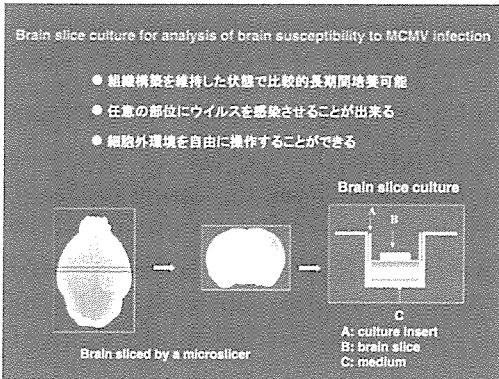 Brain slice culture for analysis of brain susceptibility to MCMV infection
● 組織構築を維持した状態で比較的長期間培養可能
● 任意の部位にウイルスを感染させることが出来る
● 細胞外環境を自由に操作することができる
Brain slice culture
A
B
C
A: culture insert
B: brain slice
C: medium
Brain sliced by a microslicer